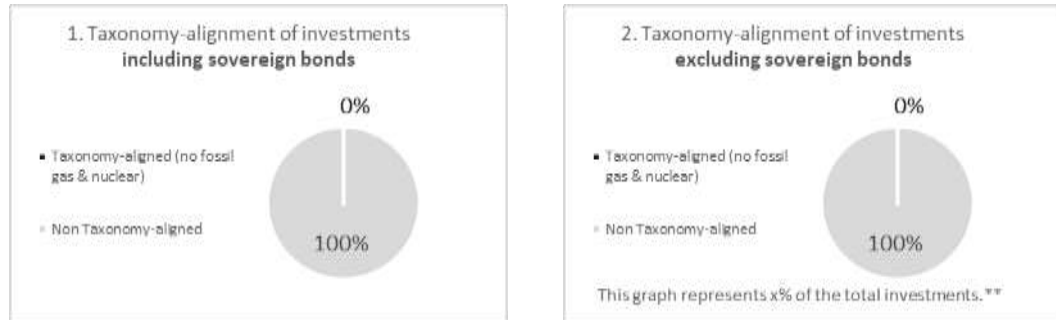 1. Taxonomy-alignment of investments
including sovereign bonds
0%
Taxonomy-aligned (no fossil
gas & nuclear)
Non Taxonomy-aligned
100%
2. Taxonomy-alignment of investments
excluding sovereign bonds
0%
Taxonomy-aligned (no fossil
gas & nuclear)
Non Taxonomy-aligned
100%
This graph represents x% of the total investments.**